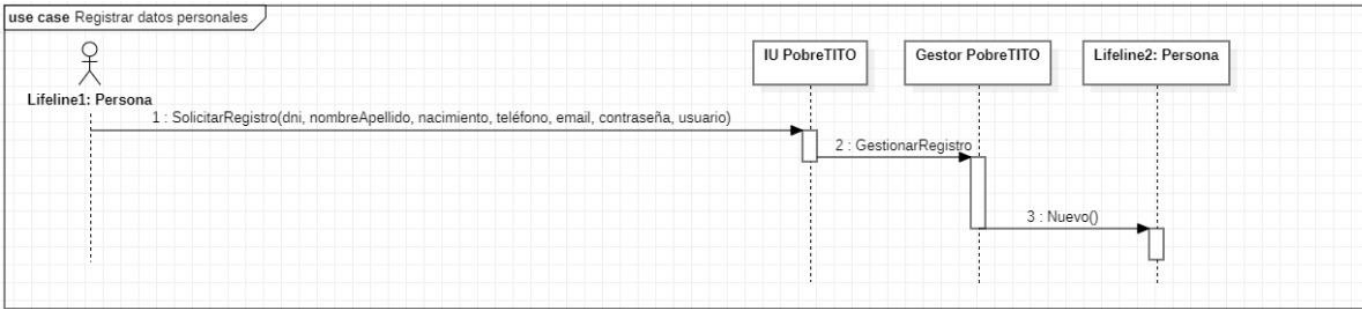 use case Registrar datos personales
IU PobreTITO
Gestor PobreTITO
Lifeline2: Persona
Lifeline1: Persona
1 : SolicitarRegistro(dni, nombreApellido, nacimiento, teléfono, email, contraseña, usuario)
2 : GestionarRegistro
3 : Nuevo()